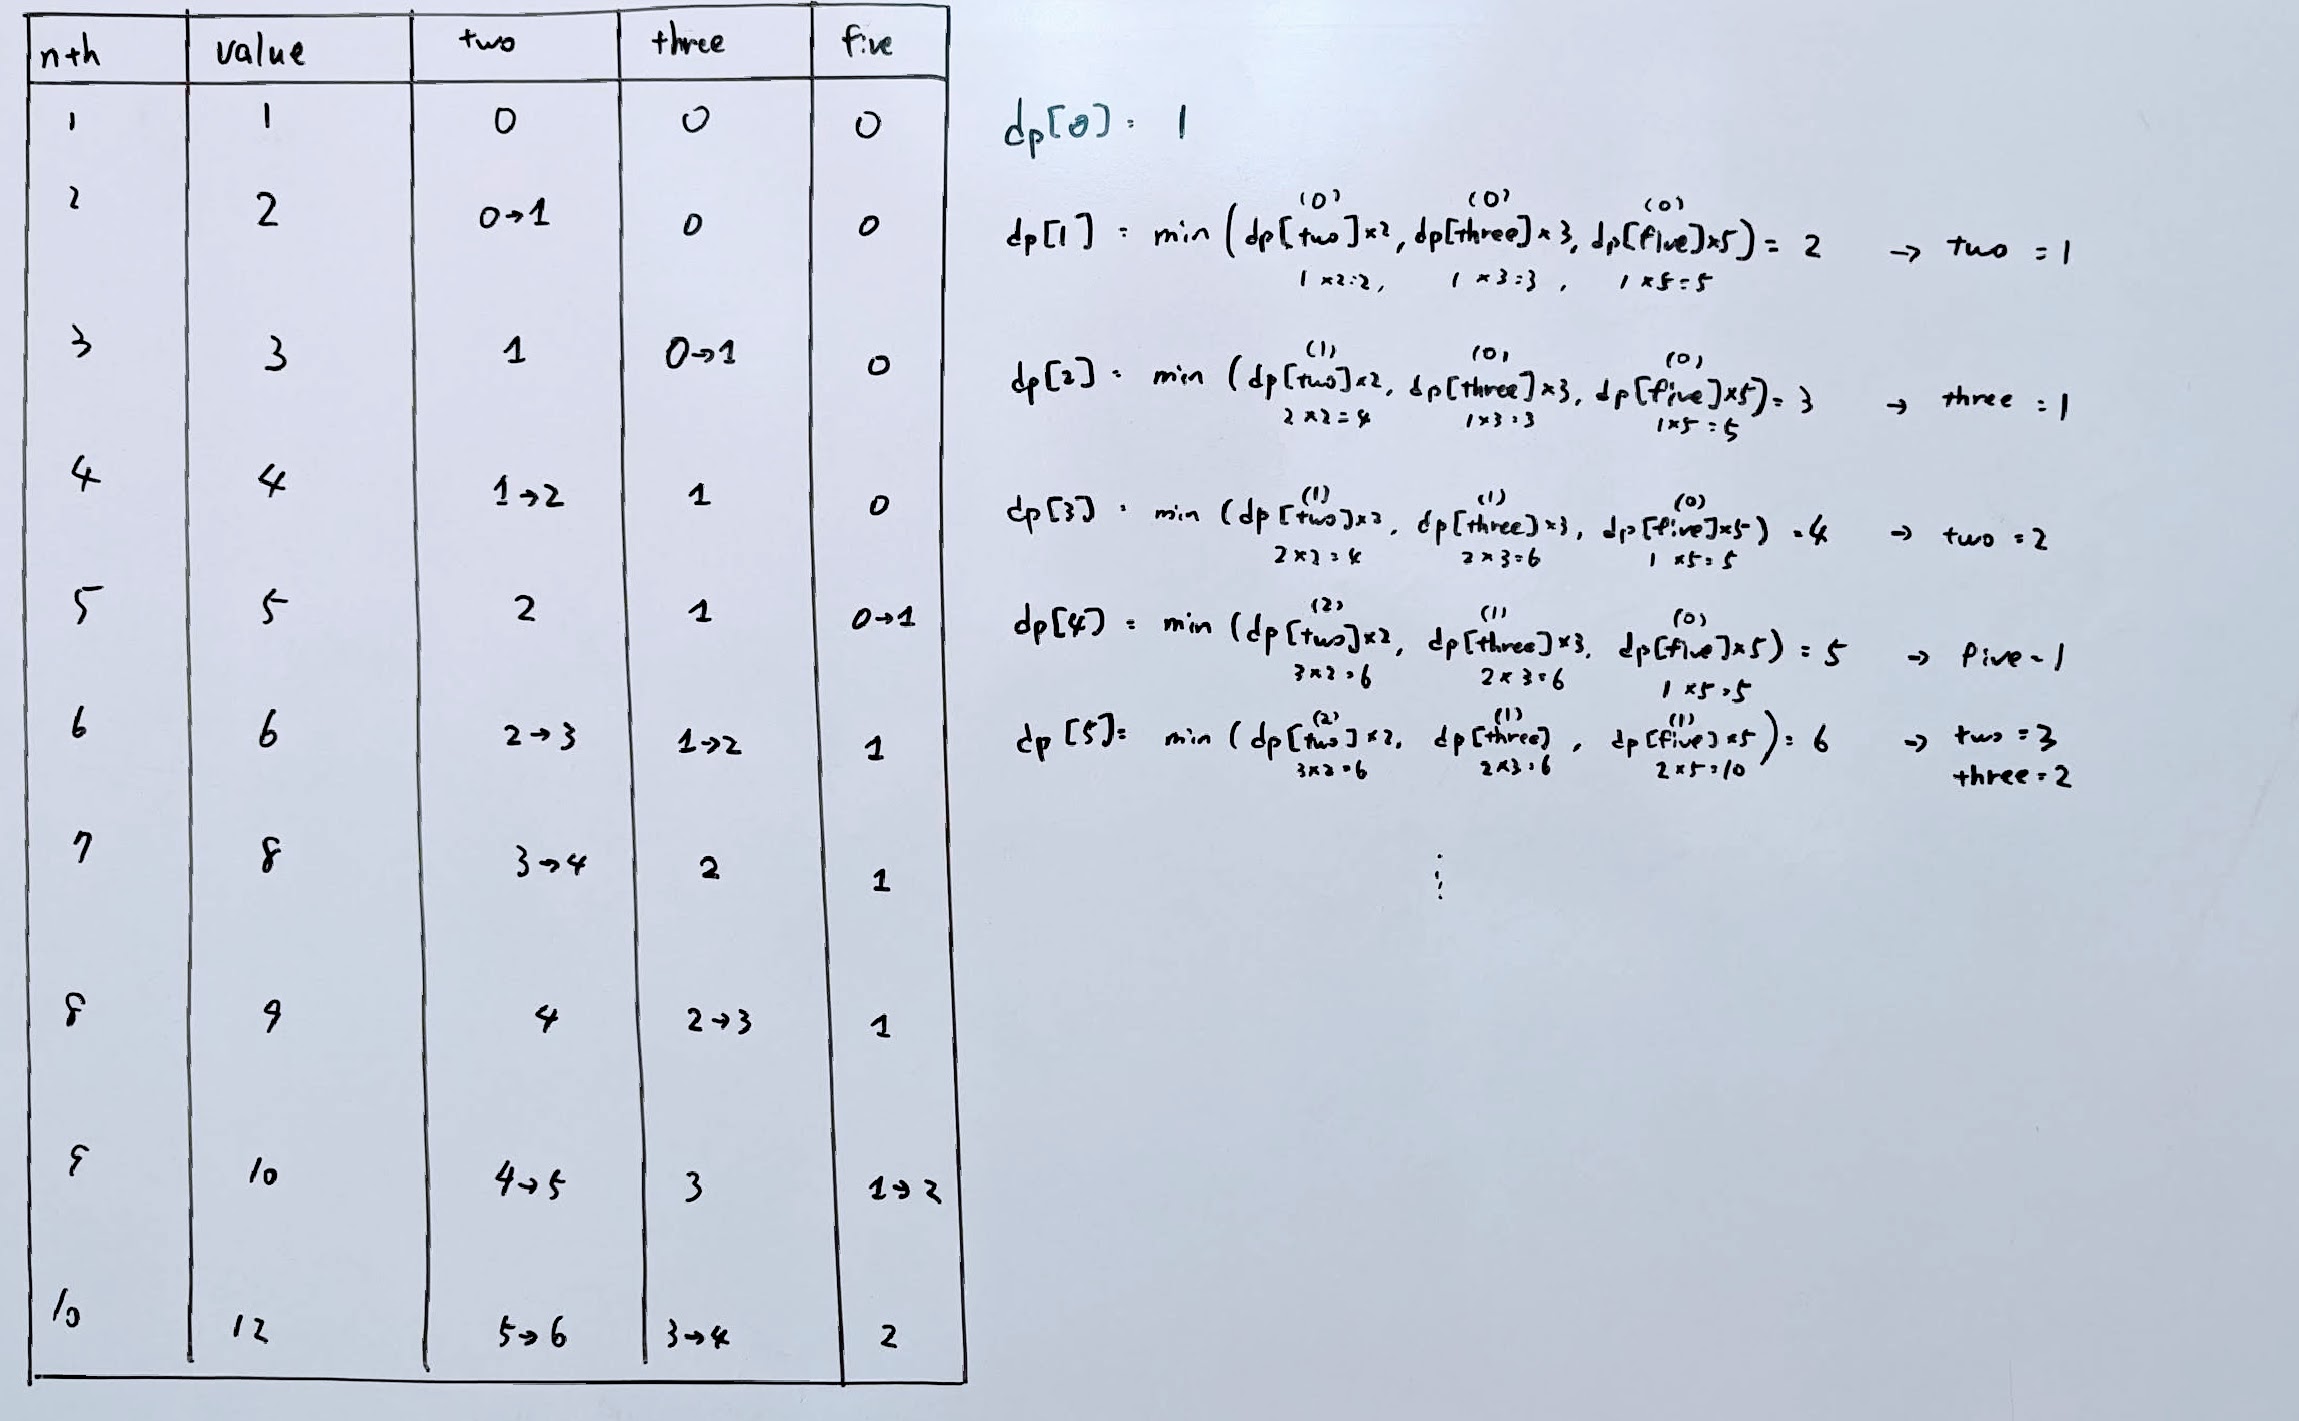 nth value two three five
1 1 0 0 0
2 2 0→1 0 0
3 3 1 0→1 0
4 4 1→2 1 0
5 5 2 1 0→1
6 6 2→3 1→2 1
7 8 3→4 2 1
8 9 4 2→3 1
9 10 4→5 3 1→2
10 12 5→6 3→4 2
dp[0] = 1
(0) (0) (0)
dp[1] = min (dp[two]×2, dp[three]×3, dp[five]×5) = 2 → two = 1
1×2=2, 1×3=3, 1×5=5
(1) (0) (0)
dp[2] = min (dp[two]×2, dp[three]×3, dp[five]×5) = 3 → three = 1
2×2=4 1×3=3 1×5=5
(1) (1) (0)
dp[3] = min (dp[two]×2, dp[three]×3, dp[five]×5) = 4 → two = 2
2×2=4 2×3=6 1×5=5
(2) (1) (0)
dp[4] = min (dp[two]×2, dp[three]×3, dp[five]×5) = 5 → five = 1
3×2=6 2×3=6 1×5=5
(2) (1) (1)
dp[5] = min (dp[two]×2, dp[three], dp[five]×5) = 6 → two = 3
3×2=6 2×3=6 2×5=10 three = 2
⋮